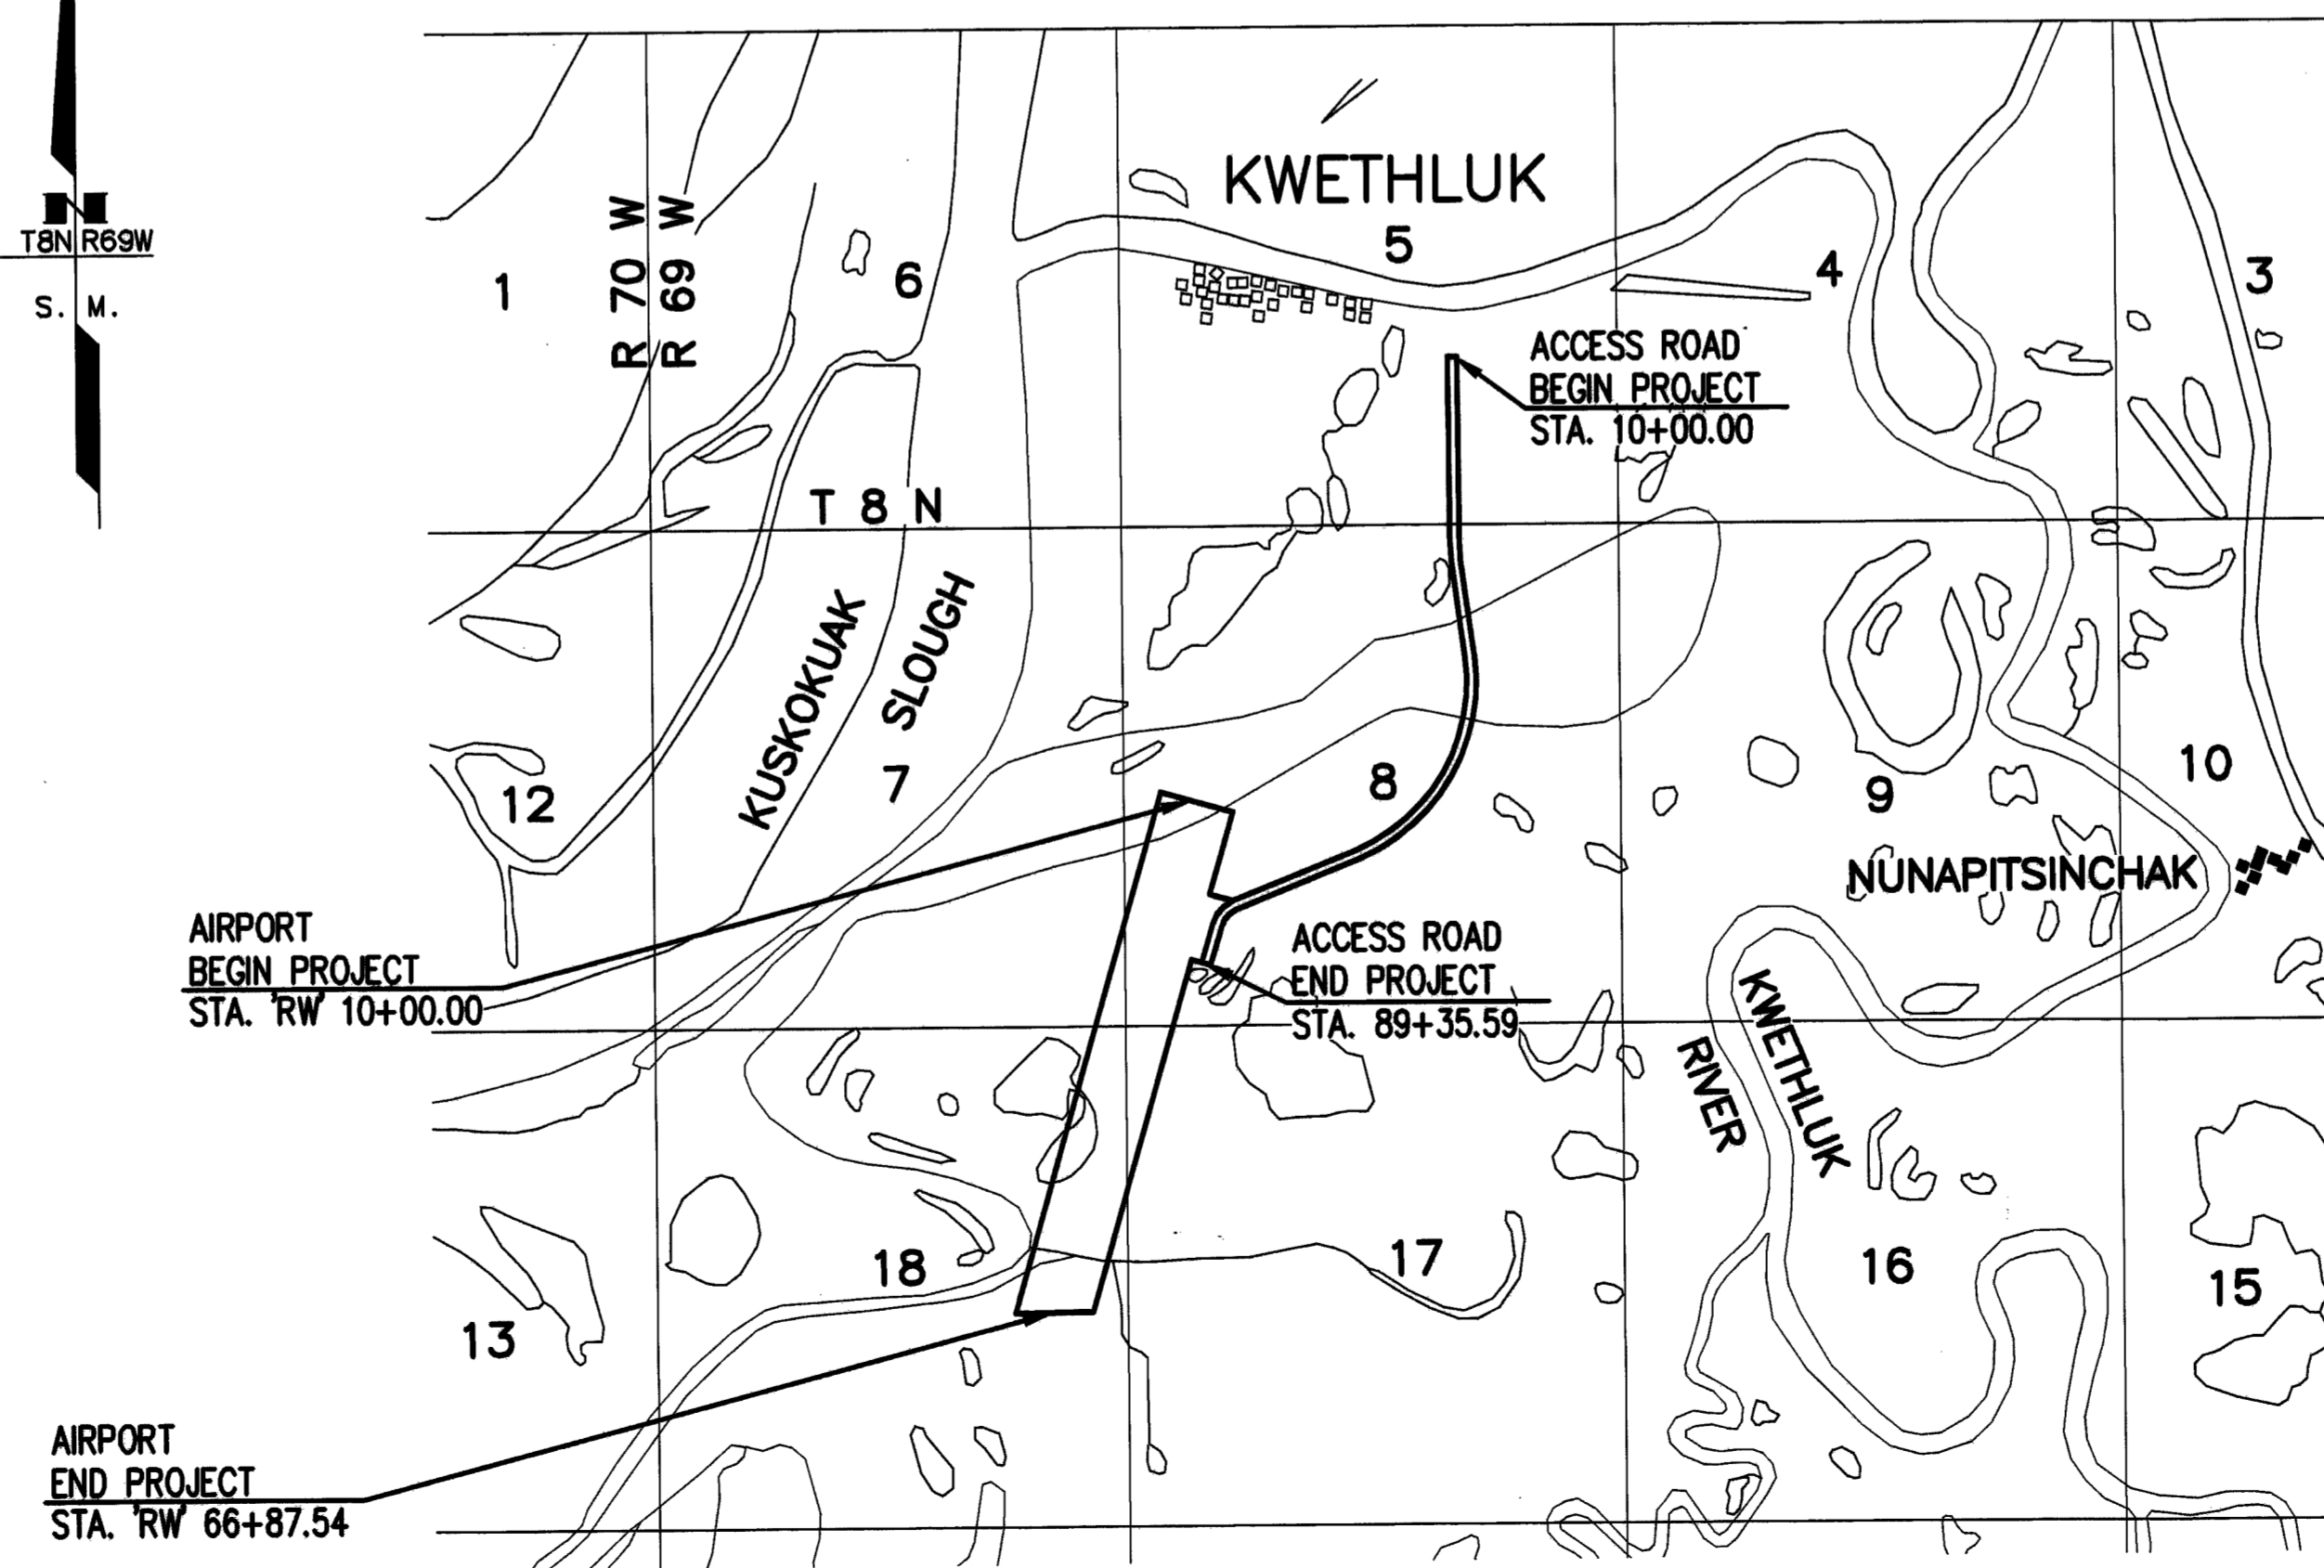 N
T8N R69W
S. M.
KWETHLUK
1
R 70 W
R 69 W
6
5
4
3
ACCESS ROAD
BEGIN PROJECT
STA. 10+00.00
T 8 N
KUSKOKUAK
SLOUGH
12
7
8
9
10
NUNAPITSINCHAK
AIRPORT
BEGIN PROJECT
STA. 'RW' 10+00.00
ACCESS ROAD
END PROJECT
STA. 89+35.59
KWETHLUK
RIVER
13
18
17
16
15
AIRPORT
END PROJECT
STA. 'RW' 66+87.54